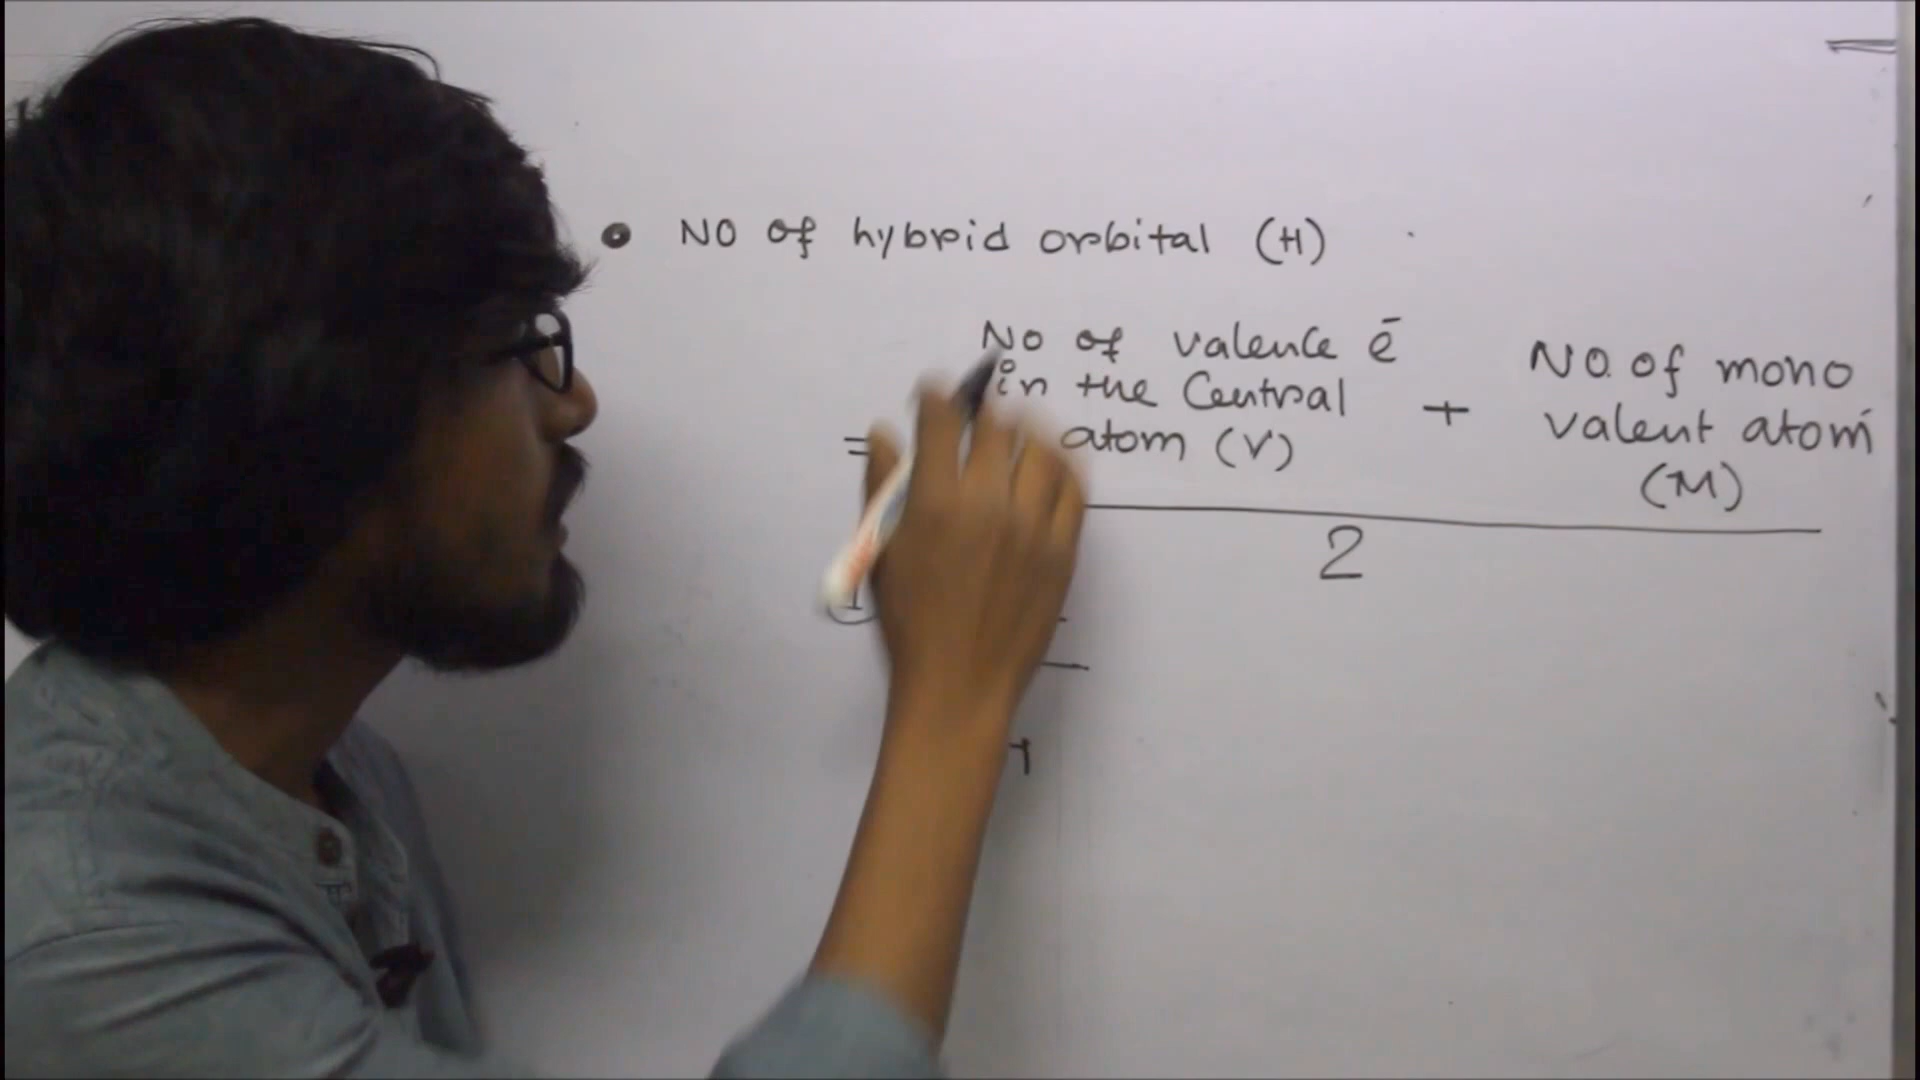 NO of hybrid orbital (H)
No of valence ē
in the Central
atom (V)
=
+
NO. of mono
valent atom
(M)
2